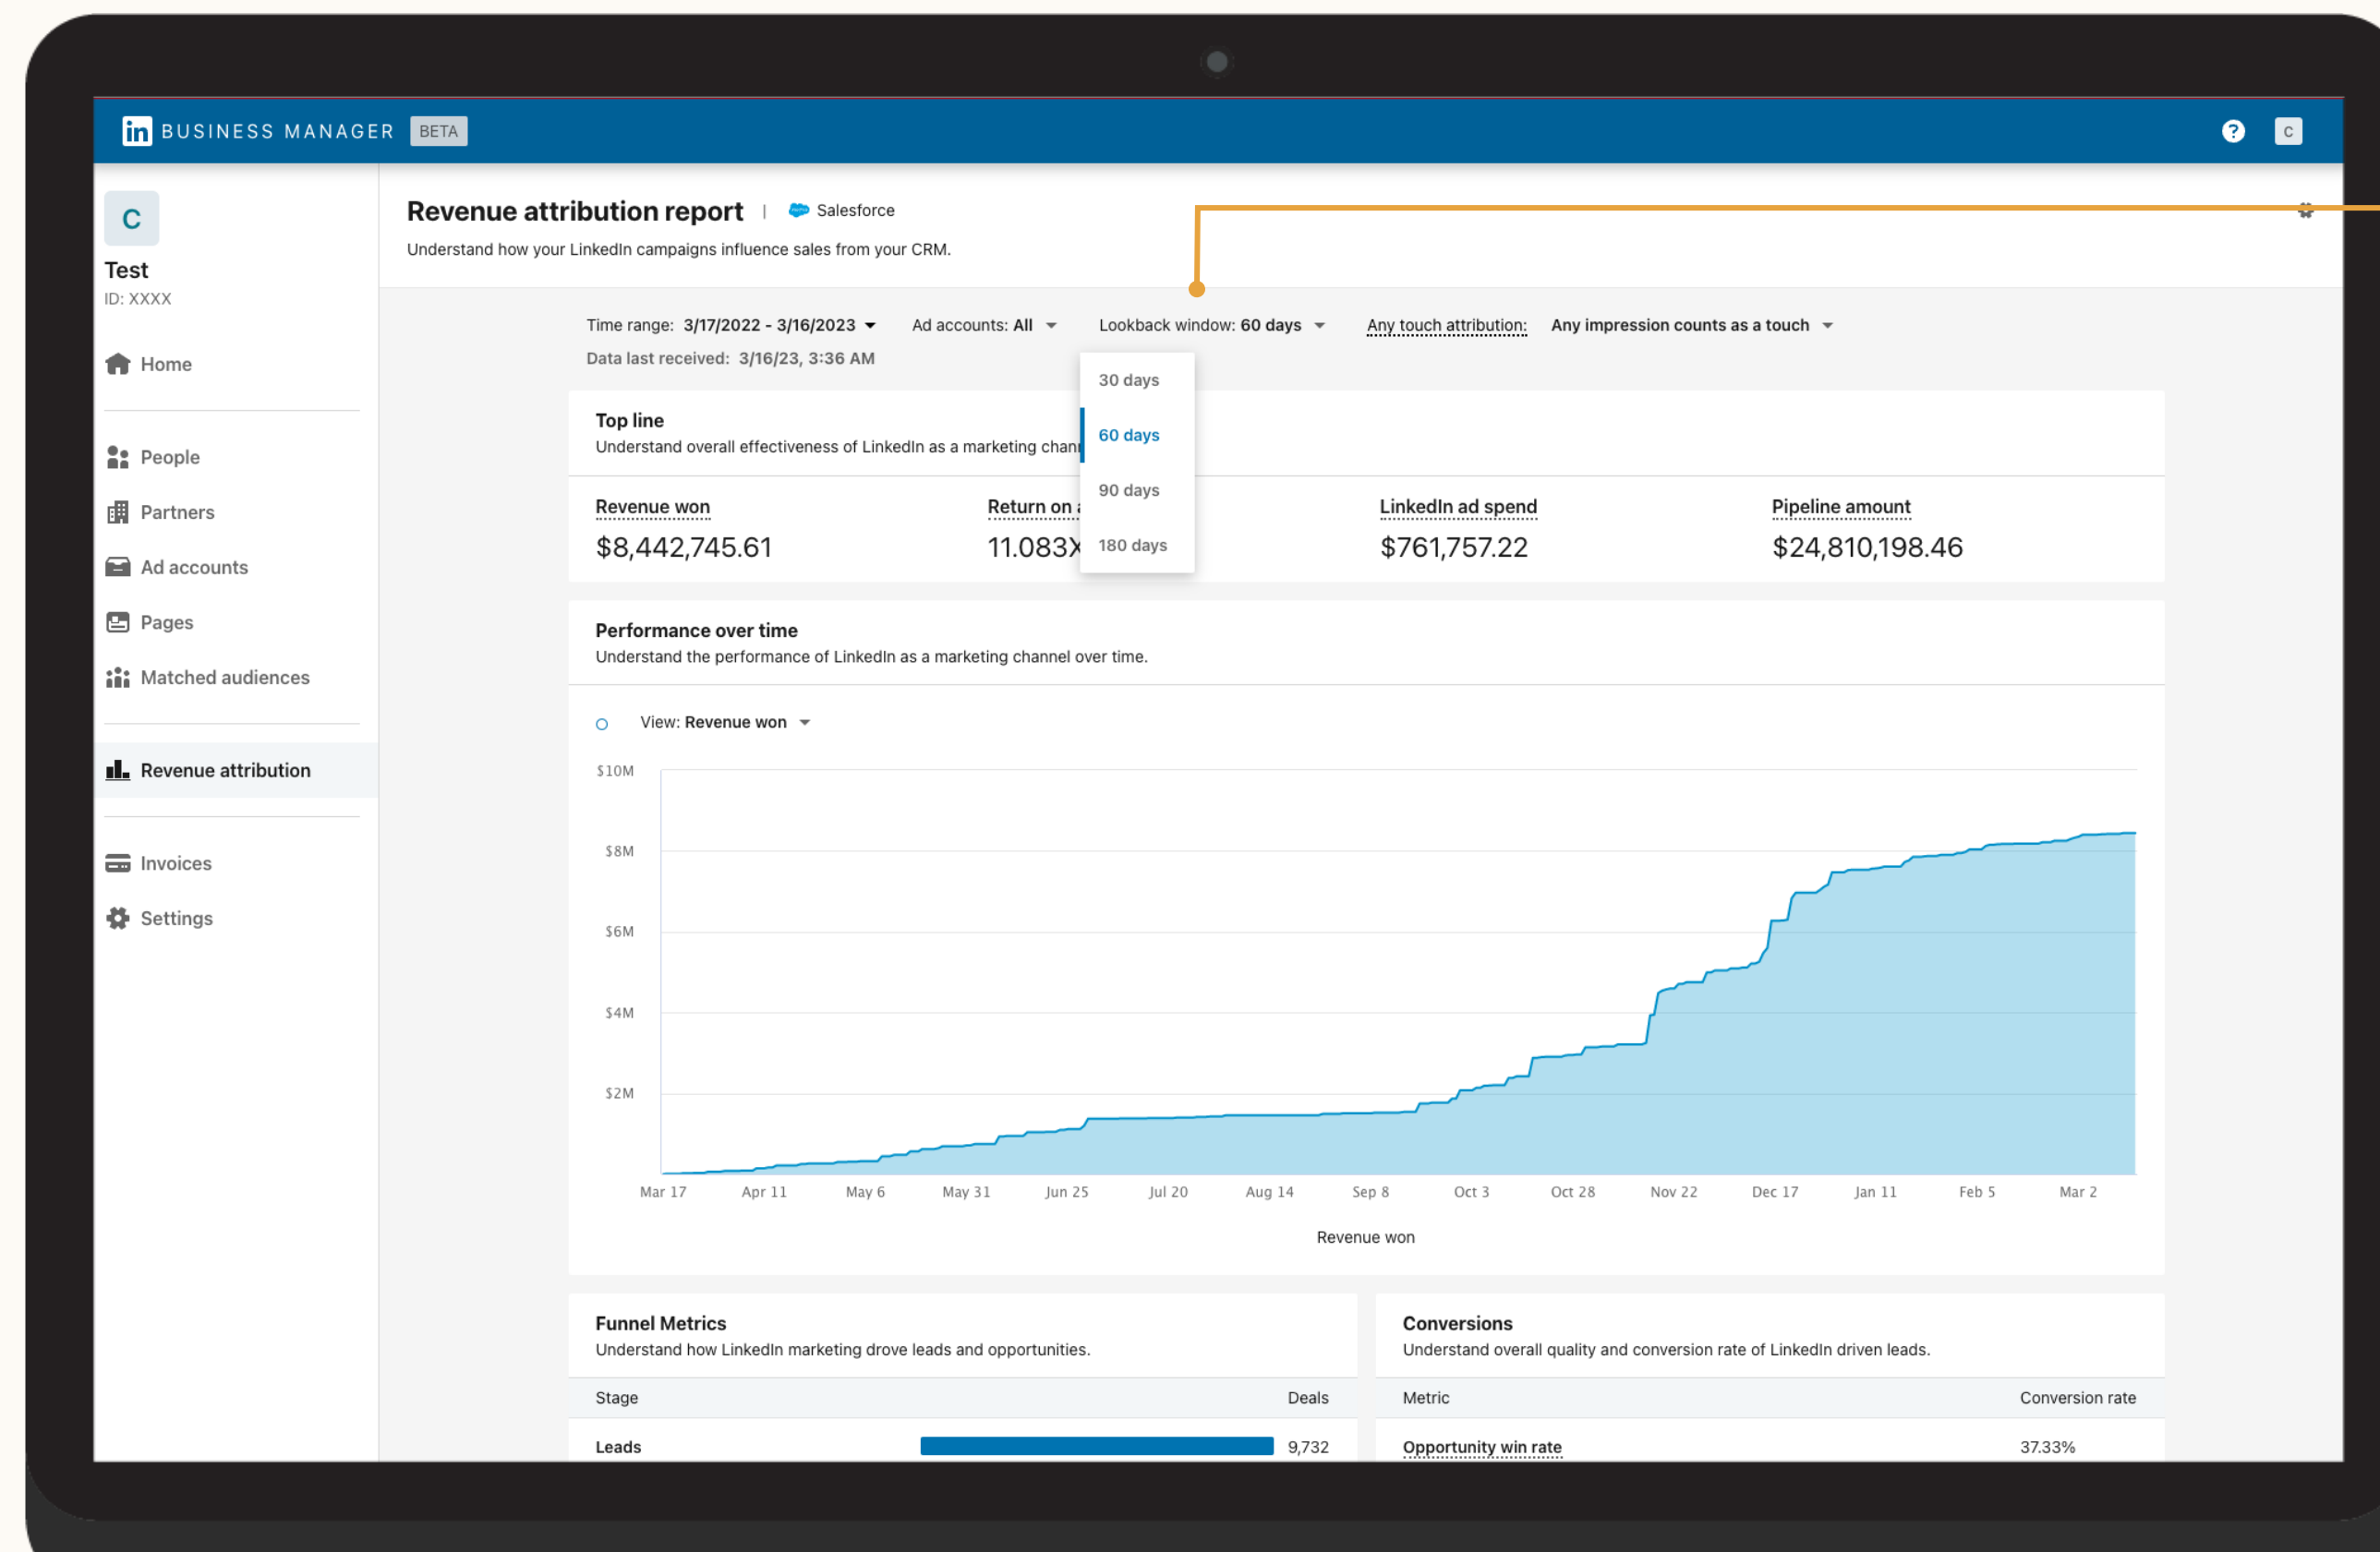 in BUSINESS MANAGER BETA
? C
C
Test
ID: XXXX
Home
People
Partners
Ad accounts
Pages
Matched audiences
Revenue attribution
Invoices
Settings
Revenue attribution report | Salesforce
Understand how your LinkedIn campaigns influence sales from your CRM.
Time range: 3/17/2022 - 3/16/2023 Ad accounts: All Lookback window: 60 days Any touch attribution: Any impression counts as a touch
Data last received: 3/16/23, 3:36 AM
30 days
60 days
90 days
180 days
Top line
Understand overall effectiveness of LinkedIn as a marketing
Revenue won Return on LinkedIn ad spend Pipeline amount
$8,442,745.61 11.083X $761,757.22 $24,810,198.46
Performance over time
Understand the performance of LinkedIn as a marketing channel over time.
View: Revenue won
$10M
$8M
$6M
$4M
$2M
Mar 17 Apr 11 May 6 May 31 Jun 25 Jul 20 Aug 14 Sep 8 Oct 3 Oct 28 Nov 22 Dec 17 Jan 11 Feb 5 Mar 2
Revenue won
Funnel Metrics
Understand how LinkedIn marketing drove leads and opportunities.
Stage Deals
Leads 9,732
Conversions
Understand overall quality and conversion rate of LinkedIn driven leads.
Metric Conversion rate
Opportunity win rate 37.33%